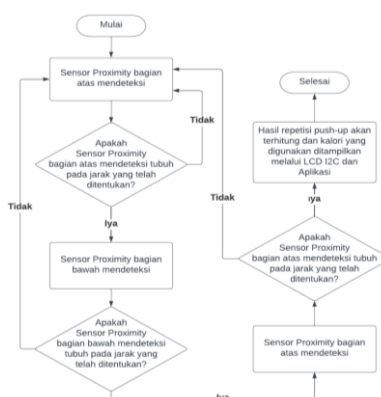 Mulai
Sensor Proximity bagian
atas mendeteksi
Tidak
Apakah
Sensor Proximity
bagian atas mendeteksi tubuh
pada jarak yang telah
ditentukan?
Iya
Tidak
Sensor Proximity bagian
bawah mendeteksi
Apakah
Sensor Proximity
bagian bawah mendeteksi
tubuh pada jarak yang
telah ditentukan?
Iya
Sensor Proximity bagian
atas mendeteksi
Apakah
Sensor Proximity
bagian atas mendeteksi tubuh
pada jarak yang telah
ditentukan?
Tidak
Iya
Hasil repetisi push-up akan
terhitung dan kalori yang
digunakan ditampilkan
melalui LCD I2C dan
Aplikasi
Selesai